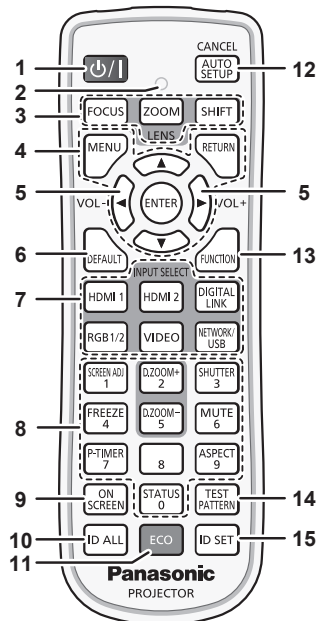 CANCEL
1 ⏻/I AUTO SETUP 12
2
3 FOCUS ZOOM SHIFT
LENS
4 MENU RETURN
▲
5 5
VOL- ◀ ENTER ▶ VOL+
▼
6 DEFAULT FUNCTION 13
INPUT SELECT
7 HDMI 1 HDMI 2 DIGITAL LINK
RGB1/2 VIDEO NETWORK/USB
SCREEN ADJ 1 D.ZOOM+ 2 SHUTTER 3
8 FREEZE 4 D.ZOOM− 5 MUTE 6
P-TIMER 7 8 ASPECT 9
9 ON SCREEN STATUS 0 TEST PATTERN 14
10 ID ALL ECO ID SET 15
11
Panasonic
PROJECTOR